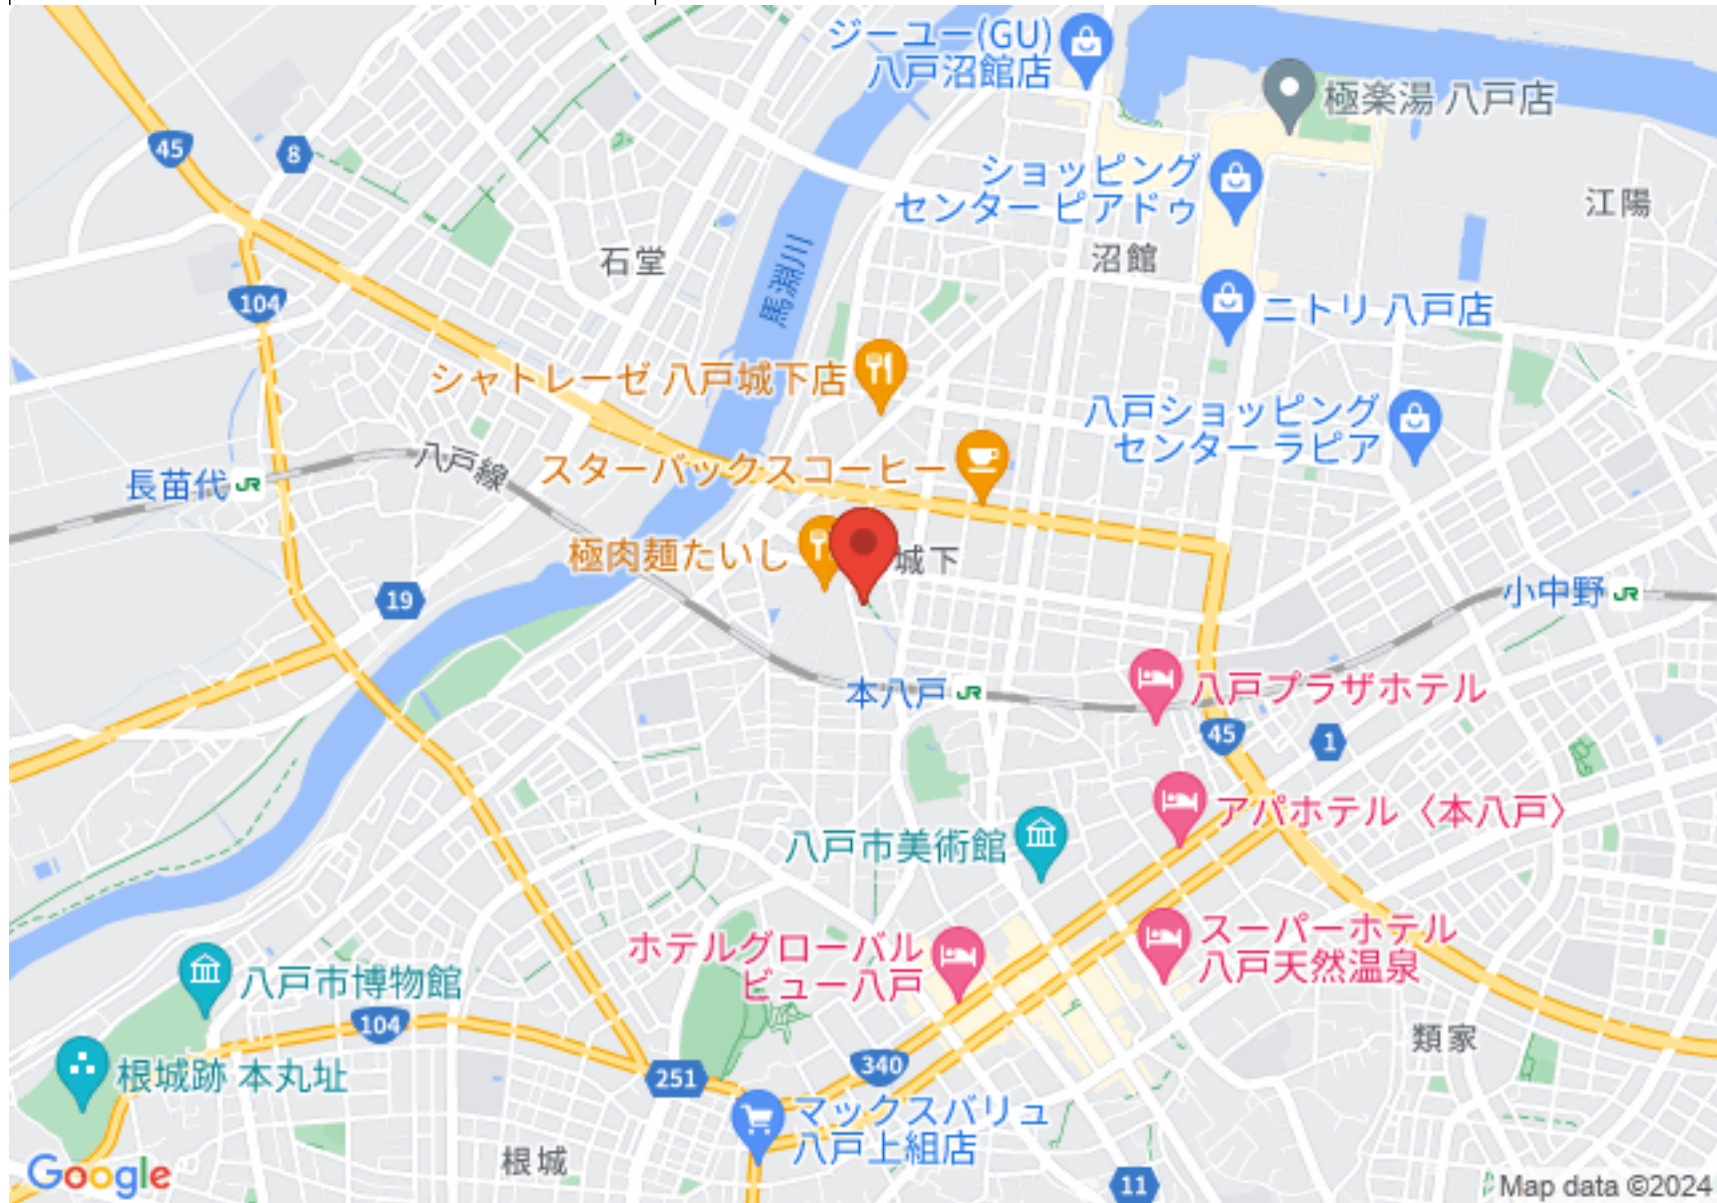 ジーユー(GU)
八戸沼館店
極楽湯 八戸店
45
8
ショッピング
センター ピアドゥ
江陽
石堂
沼館
馬淵川
104
ニトリ 八戸店
シャトレーゼ 八戸城下店
八戸ショッピング
センター ラピア
八戸線
スターバックスコーヒー
長苗代 JR
極肉麺たいし
城下
19
小中野 JR
本八戸 JR
八戸プラザホテル
45
1
アパホテル〈本八戸〉
八戸市美術館
スーパーホテル
八戸天然温泉
ホテルグローバル
ビュー八戸
八戸市博物館
104
類家
340
根城跡 本丸址
251
マックスバリュ
八戸上組店
根城
11
Google
Map data ©2024